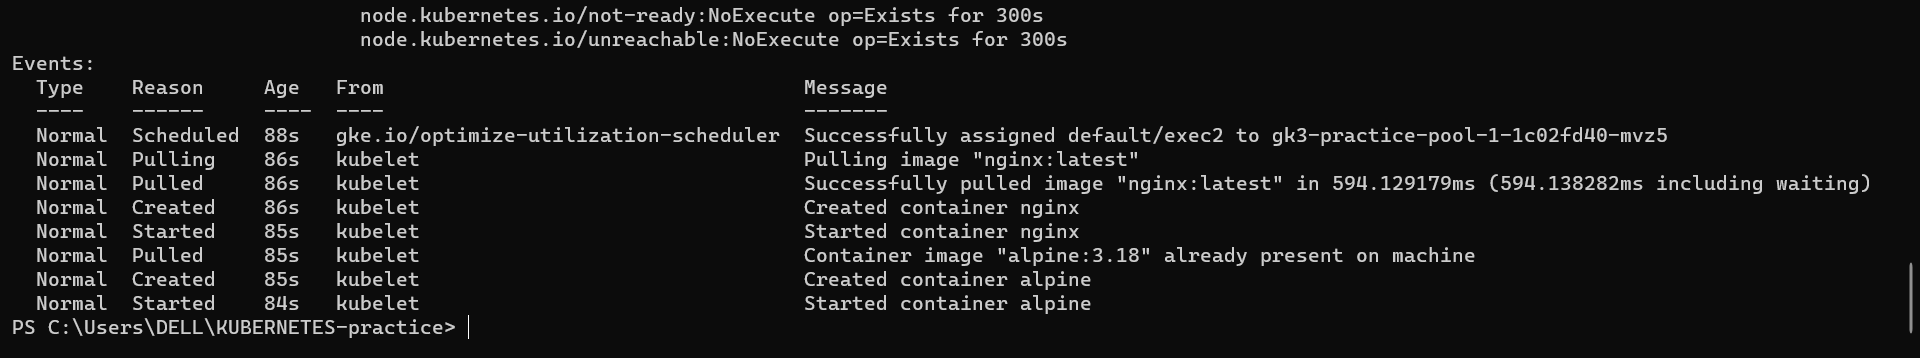 node.kubernetes.io/not-ready:NoExecute op=Exists for 300s
node.kubernetes.io/unreachable:NoExecute op=Exists for 300s
Events:
  Type    Reason     Age   From                                   Message
  ----    ------     ----  ----                                   -------
  Normal  Scheduled  88s   gke.io/optimize-utilization-scheduler  Successfully assigned default/exec2 to gk3-practice-pool-1-1c02fd40-mvz5
  Normal  Pulling    86s   kubelet                                Pulling image "nginx:latest"
  Normal  Pulled     86s   kubelet                                Successfully pulled image "nginx:latest" in 594.129179ms (594.138282ms including waiting)
  Normal  Created    86s   kubelet                                Created container nginx
  Normal  Started    85s   kubelet                                Started container nginx
  Normal  Pulled     85s   kubelet                                Container image "alpine:3.18" already present on machine
  Normal  Created    85s   kubelet                                Created container alpine
  Normal  Started    84s   kubelet                                Started container alpine
PS C:\Users\DELL\KUBERNETES-practice>